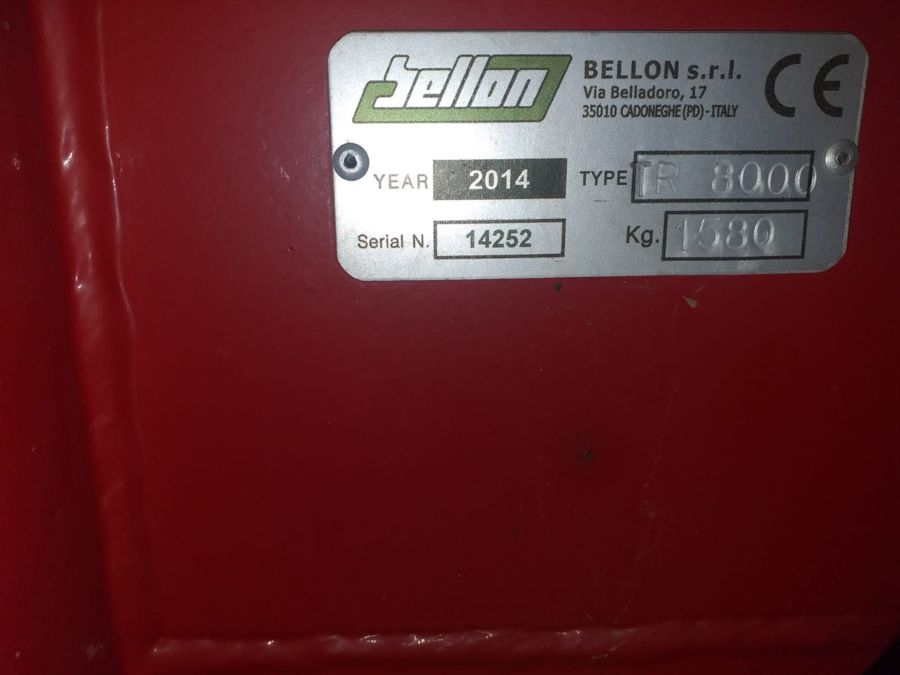 bellon
BELLON s.r.l.
Via Belladoro, 17
35010 CADONEGHE (PD) - ITALY
CE
YEAR 2014 TYPE TR 8000
Serial N. 14252 Kg. 1580